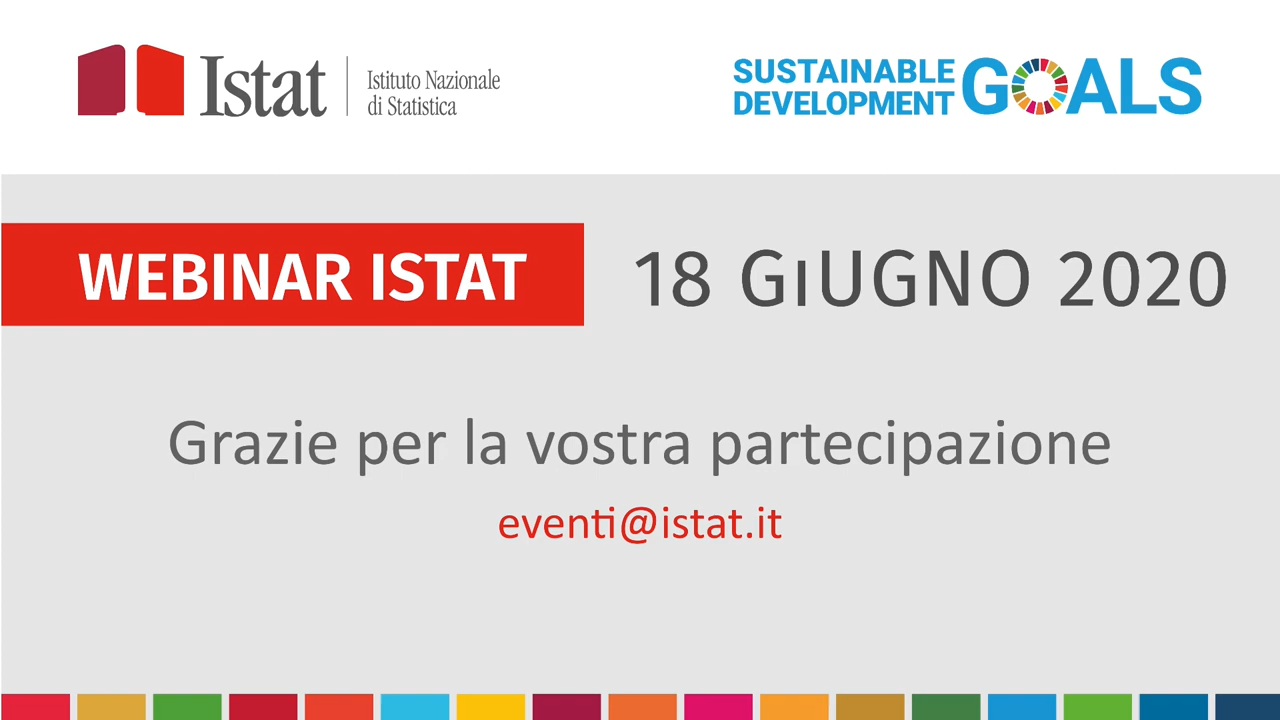 Istat
Istituto Nazionale
di Statistica
SUSTAINABLE
DEVELOPMENT
GOALS
WEBINAR ISTAT
18 GiUGNO 2020
Grazie per la vostra partecipazione
eventi@istat.it